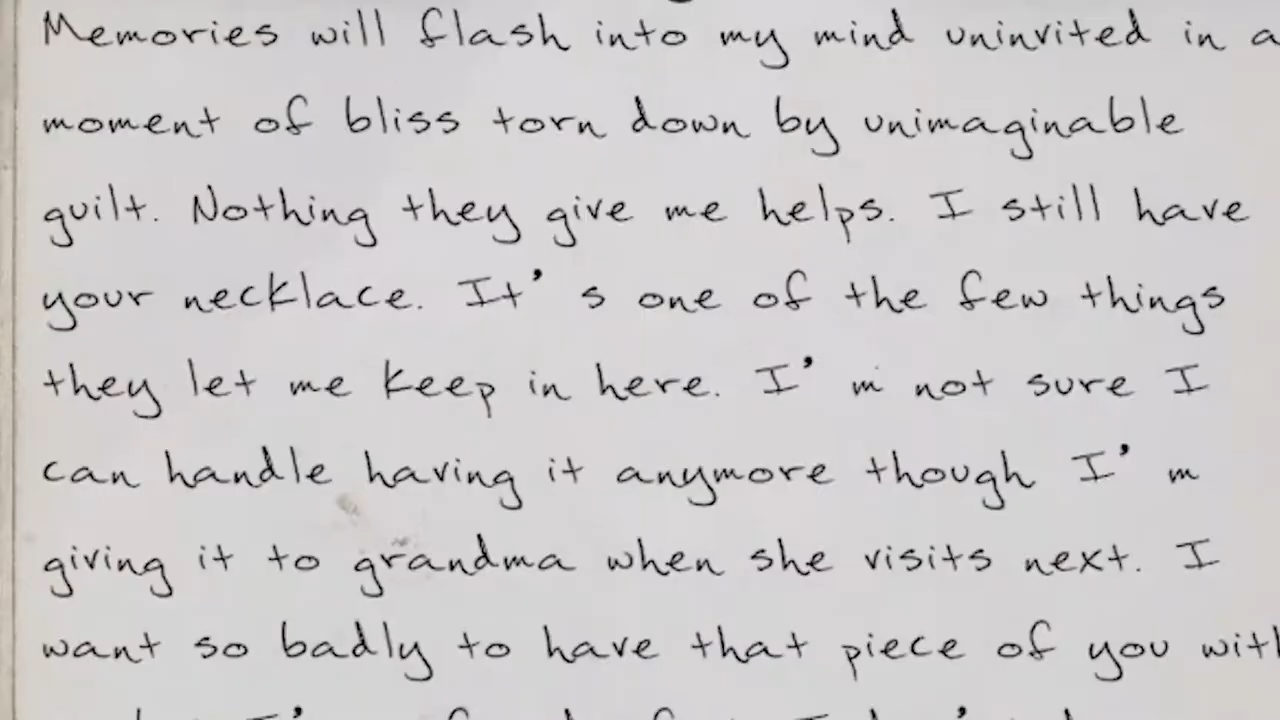 Memories will flash into my mind uninvited in a
moment of bliss torn down by unimaginable
guilt. Nothing they give me helps. I still have
your necklace. It' s one of the few things
they let me keep in here. I' m not sure I
can handle having it anymore though I' m
giving it to grandma when she visits next. I
want so badly to have that piece of you with